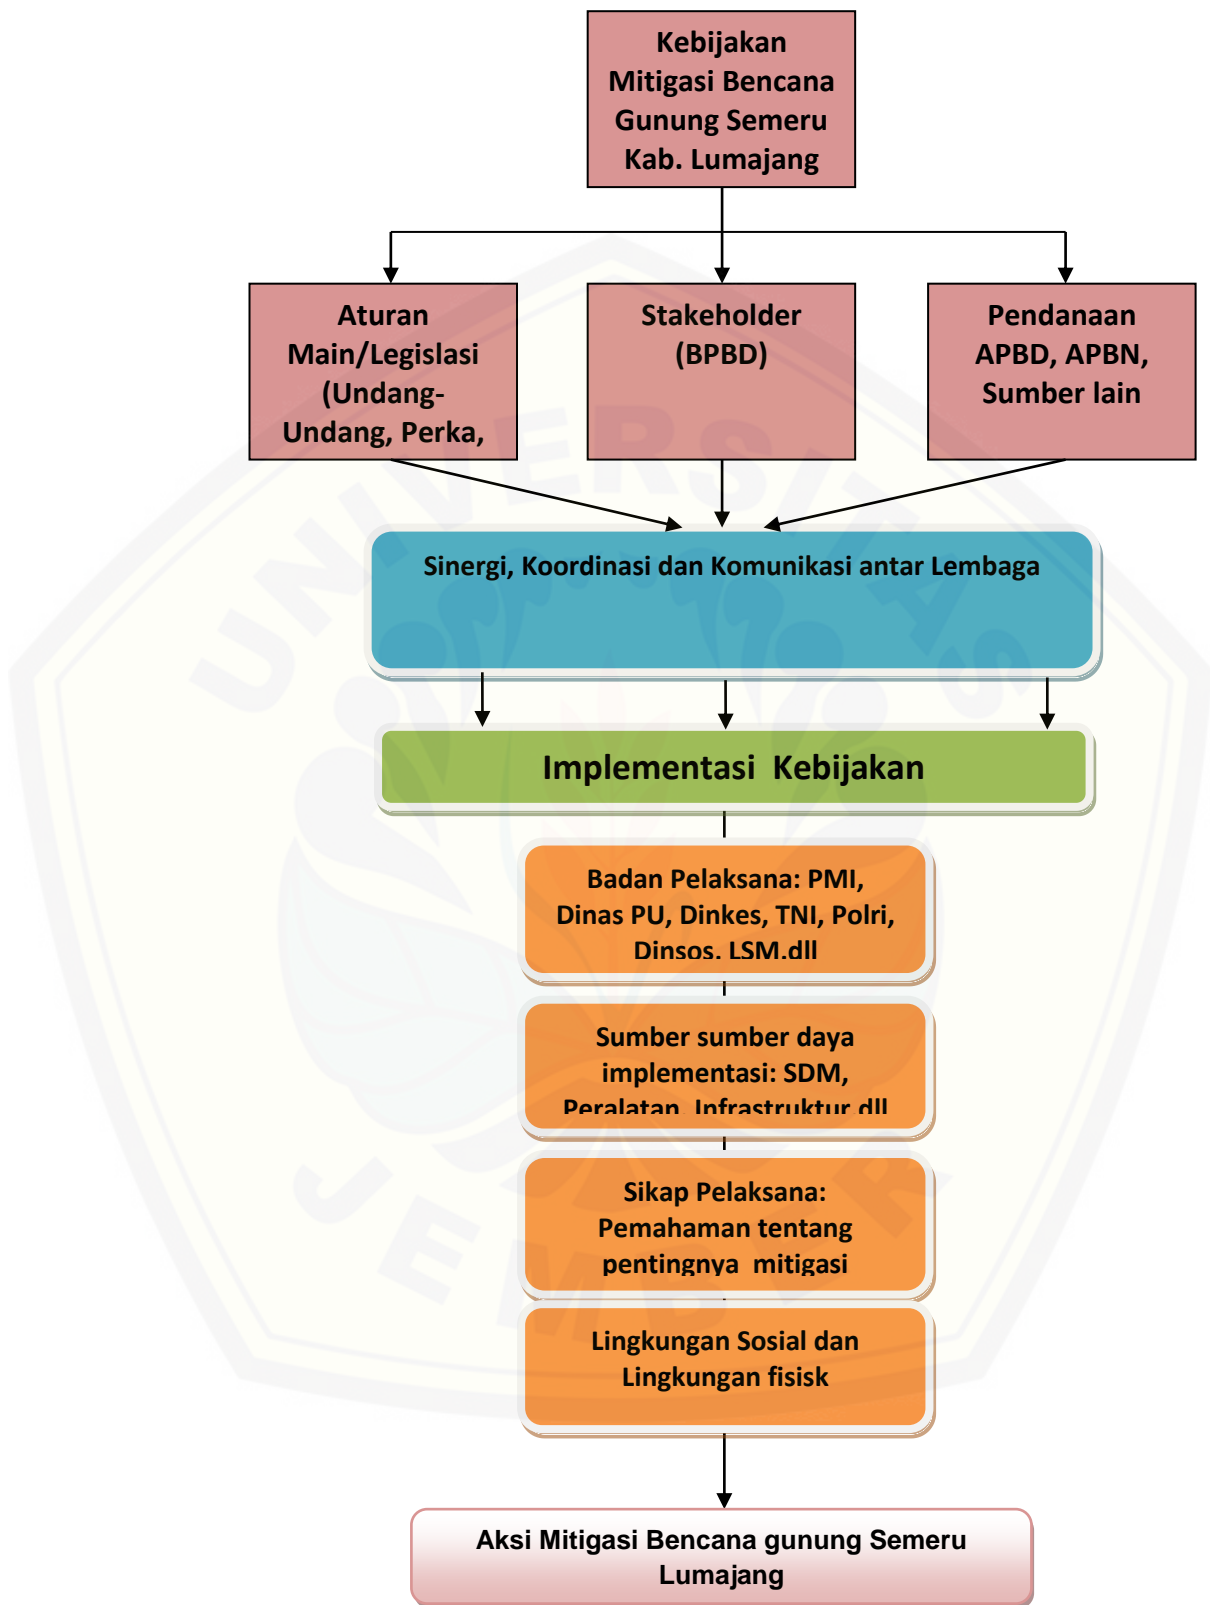 Kebijakan
Mitigasi Bencana
Gunung Semeru
Kab. Lumajang
Aturan
Main/Legislasi
(Undang-
Undang, Perka,
Stakeholder
(BPBD)
Pendanaan
APBD, APBN,
Sumber lain
Sinergi, Koordinasi dan Komunikasi antar Lembaga
Implementasi Kebijakan
Badan Pelaksana: PMI,
Dinas PU, Dinkes, TNI, Polri,
Dinsos, LSM.dll
Sumber sumber daya
implementasi: SDM,
Peralatan, Infrastruktur dll
Sikap Pelaksana:
Pemahaman tentang
pentingnya mitigasi
Lingkungan Sosial dan
Lingkungan fisisk
Aksi Mitigasi Bencana gunung Semeru
Lumajang
UNIVERSITAS
JEMBER